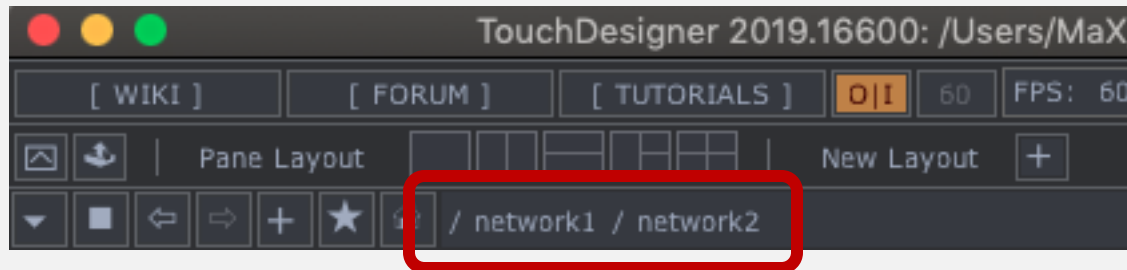 TouchDesigner 2019.16600: /Users/MaX
[ WIKI ] [ FORUM ] [ TUTORIALS ] O|I 60 FPS: 60
Pane Layout New Layout +
+ / network1 / network2